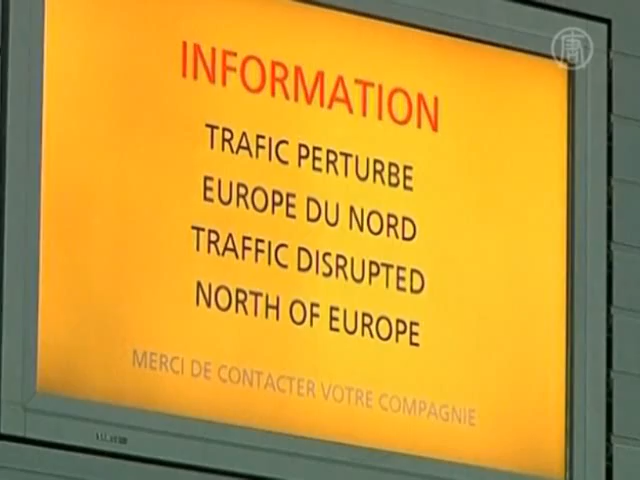 INFORMATION
TRAFIC PERTURBE
EUROPE DU NORD
TRAFFIC DISRUPTED
NORTH OF EUROPE
MERCI DE CONTACTER VOTRE COMPAGNIE